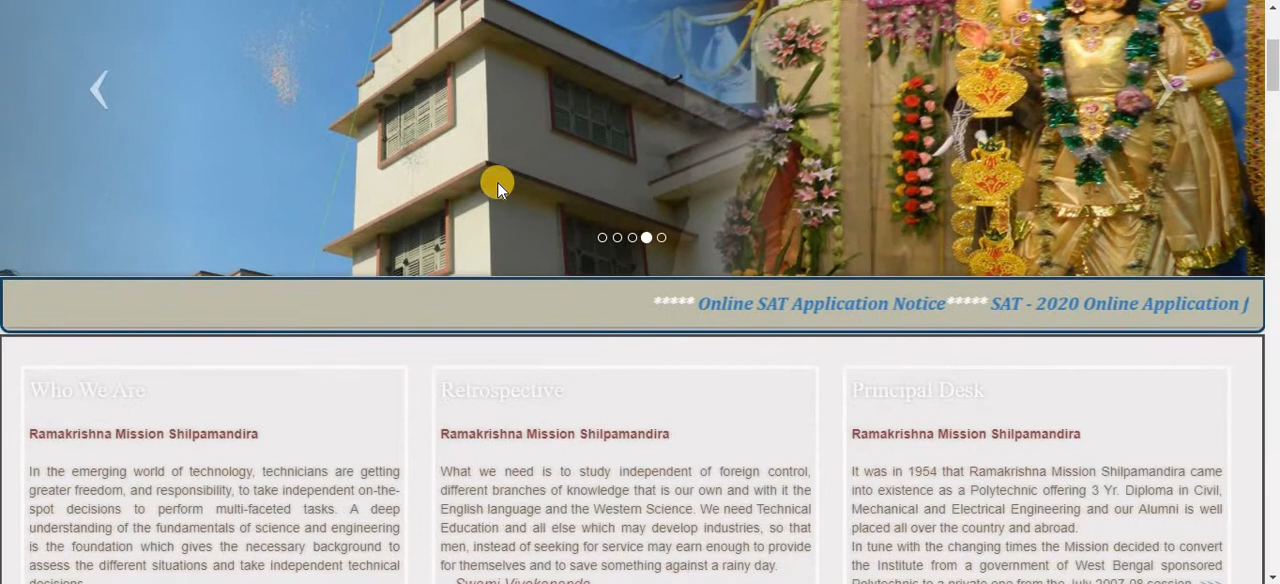 ***** Online SAT Application Notice***** SAT - 2020 Online Application f
Who We Are
Ramakrishna Mission Shilpamandira
In the emerging world of technology, technicians are getting
greater freedom, and responsibility, to take independent on-the-
spot decisions to perform multi-faceted tasks. A deep
understanding of the fundamentals of science and engineering
is the foundation which gives the necessary background to
assess the different situations and take independent technical
decisions.
Retrospective
Ramakrishna Mission Shilpamandira
What we need is to study independent of foreign control,
different branches of knowledge that is our own and with it the
English language and the Western Science. We need Technical
Education and all else which may develop industries, so that
men, instead of seeking for service may earn enough to provide
for themselves and to save something against a rainy day.
Swami Vivekananda
Principal Desk
Ramakrishna Mission Shilpamandira
It was in 1954 that Ramakrishna Mission Shilpamandira came
into existence as a Polytechnic offering 3 Yr. Diploma in Civil,
Mechanical and Electrical Engineering and our Alumni is well
placed all over the country and abroad.
In tune with the changing times the Mission decided to convert
the Institute from a government of West Bengal sponsored
Polytechnic to a private one from the July 2007-08 session. >>